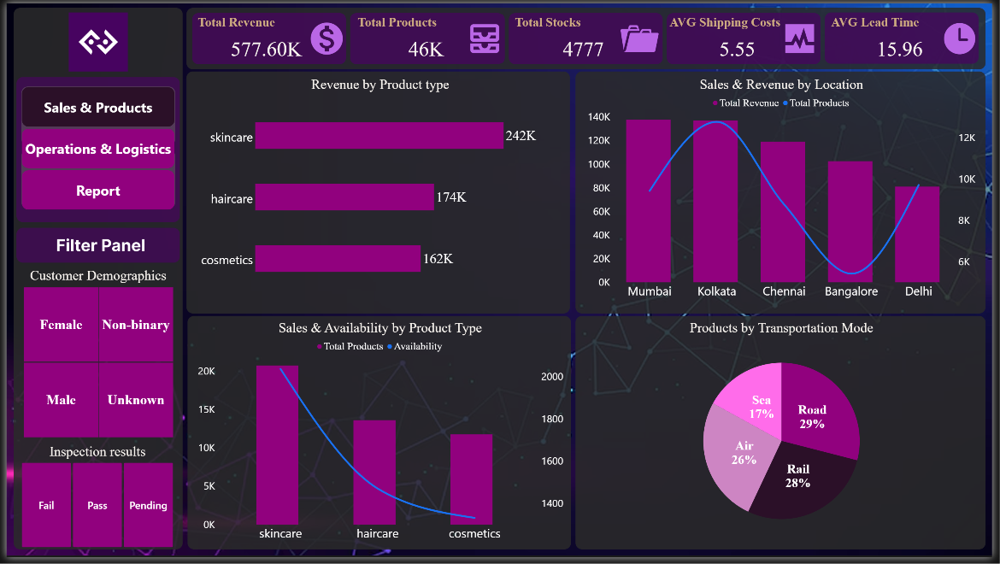 Total Revenue
577.60K
Total Products
46K
Total Stocks
4777
AVG Shipping Costs
5.55
AVG Lead Time
15.96
Sales & Products
Operations & Logistics
Report
Filter Panel
Customer Demographics
Female
Non-binary
Male
Unknown
Inspection results
Fail
Pass
Pending
Revenue by Product type
skincare
242K
haircare
174K
cosmetics
162K
Sales & Revenue by Location
Total Revenue
Total Products
140K
120K
100K
80K
60K
40K
20K
0K
12K
10K
8K
6K
Mumbai
Kolkata
Chennai
Bangalore
Delhi
Sales & Availability by Product Type
Total Products
Availability
20K
15K
10K
5K
0K
2000
1800
1600
1400
skincare
haircare
cosmetics
Products by Transportation Mode
Sea
17%
Road
29%
Air
26%
Rail
28%